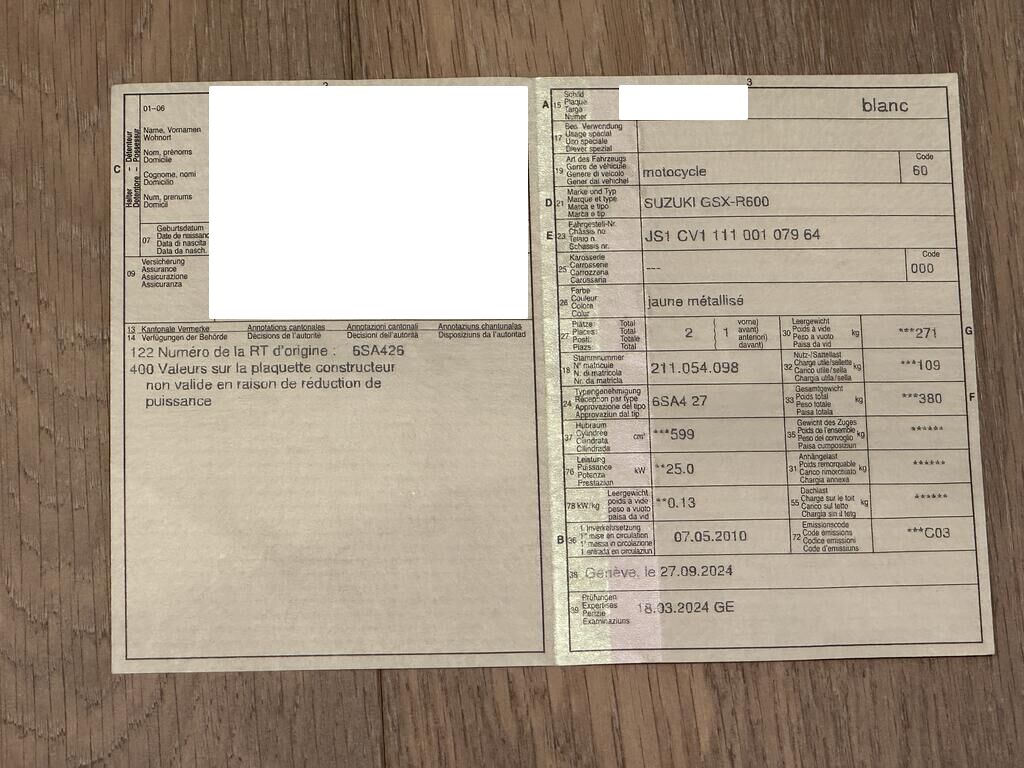 2
01–06
Name, Vornamen
Wohnort
Nom, prénoms
Domicile
Cognome, nomi
Domicilio
Num, prenums
Domicil
C
Halter – Détenteur
Detentore – Possessur
07
Geburtsdatum
Date de naissanc
Data di nascita
Data da nasch.
09
Versicherung
Assurance
Assicurazione
Assicuranza
13 Kantonale Vermerke Annotations cantonales Annotazioni cantonali Annotaziuns chantunalas
14 Verfügungen der Behörde Décisions de l'autorité Decisioni dell'autorità Disposiziuns da l'autoritad
122 Numéro de la RT d'origine : 6SA426
400 Valeurs sur la plaquette constructeur
non valide en raison de réduction de
puissance
3
A 15
Schild
Plaque
Targa
Numer
blanc
17
Bes. Verwendung
Usage spécial
Uso speciale
Diever spezial
19
Art des Fahrzeugs
Genre de véhicule
Genere di veicolo
Gener dal vehichel
motocycle
Code
60
D 21
Marke und Typ
Marque et type
Marca e tipo
Marca e tip
SUZUKI GSX-R600
E 23
Fahrgestell-Nr.
Châssis no
Telaio n.
Schassis nr.
JS1 CV1 111 001 079 64
25
Karosserie
Carrosserie
Carrozzeria
Carossaria
---
Code
000
26
Farbe
Couleur
Colore
Colur
jaune métallisé
27
Plätze: Total
Places: Total
Posti: Totale
Plazs: Total
2
1
vorne)
avant)
anteriori)
davant)
30
Leergewicht
Poids à vide
Peso a vuoto
Paisa da vid
kg
***271
G
18
Stammnummer
N° matricule
N. di matricola
Nr. da matricla
211.054.098
32
Nutz-/Sattellast
Charge utile/sellette
Carico utile/sella
Chargia utila/sella
kg
***109
24
Typengenehmigung
Réception par type
Approvazione del tipo
Approvaziun dal tip
6SA4 27
33
Gesamtgewicht
Poids total
Peso totale
Paisa totala
kg
***380
F
37
Hubraum
Cylindrée
Cilindrata
Cilindrada
cm³
***599
35
Gewicht des Zuges
Poids de l'ensemble
Peso del convoglio
Paisa cumposiziun
kg
******
76
Leistung
Puissance
Potenza
Prestaziun
kW
**25.0
31
Anhängelast
Poids remorquable
Carico rimorchiato
Chargia annexa
kg
******
78 kW/kg
Leergewicht
poids à vide
peso a vuoto
paisa da vid
**0.13
55
Dachlast
Charge sur le toit
Carico sul tetto
Chargia sin il tetg
kg
******
B 36
1. Inverkehrsetzung
1re mise en circulation
1a messa in circolazione
1. entrada en circulaziun
07.05.2010
72
Emissionscode
Code émissions
Codice emissioni
Code d'emissiuns
***C03
38 Genève, le 27.09.2024
39
Prüfungen
Expertises
Perizie
Examinaziuns
18.03.2024 GE